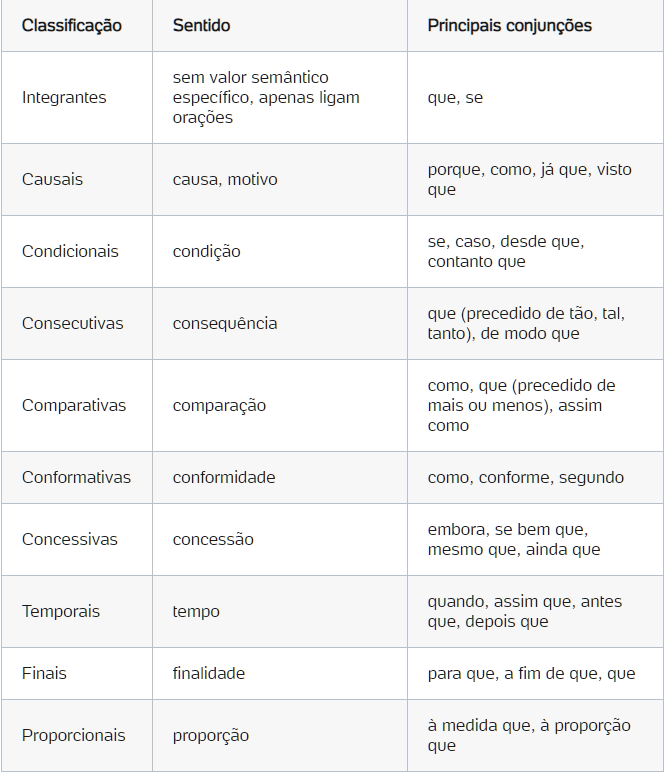 Classificação Sentido Principais conjunções
sem valor semântico
Integrantes específico, apenas ligam que, se
orações
Causais causa, motivo porque, como, já que, visto
que
Condicionais condição se, caso, desde que,
contanto que
Consecutivas consequência que (precedido de tão, tal,
tanto), de modo que
Comparativas comparação como, que (precedido de
mais ou menos), assim
como
Conformativas conformidade como, conforme, segundo
Concessivas concessão embora, se bem que,
mesmo que, ainda que
Temporais tempo quando, assim que, antes
que, depois que
Finais finalidade para que, a fim de que, que
Proporcionais proporção à medida que, à proporção
que